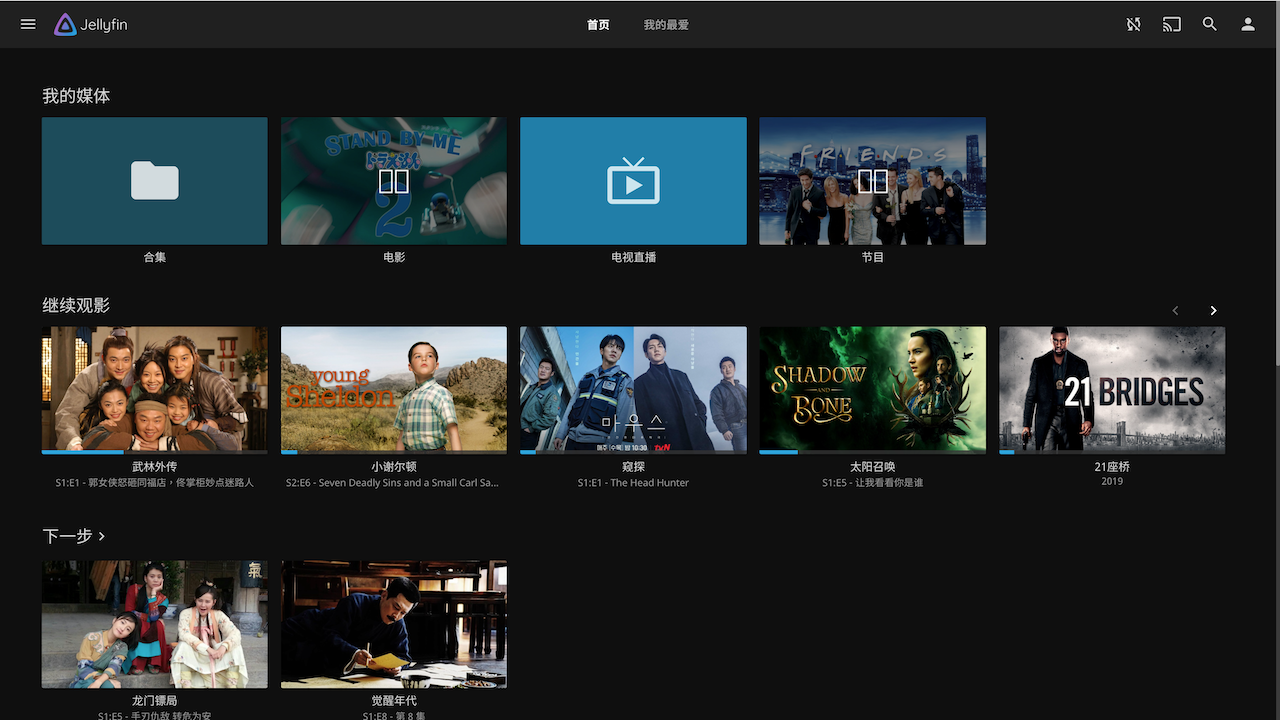 Jellyfin
首页
我的最爱
我的媒体
STAND BY ME
ドラえもん
2
FRIENDS
合集
电影
电视直播
节目
继续观影
young
Sheldon
마우스
tvN
SHADOW
AND
BONE
21 BRIDGES
武林外传
小谢尔顿
窥探
太阳召唤
21座桥
S1:E1 - 郭女侠怒砸同福店，佟掌柜妙点迷路人
S2:E6 - Seven Deadly Sins and a Small Carl Sa...
S1:E1 - The Head Hunter
S1:E5 - 让我看看你是谁
2019
下一步
氣
龙门镖局
觉醒年代
S1:E5 - 手刃仇敌 转危为安
S1:E8 - 第 8 集